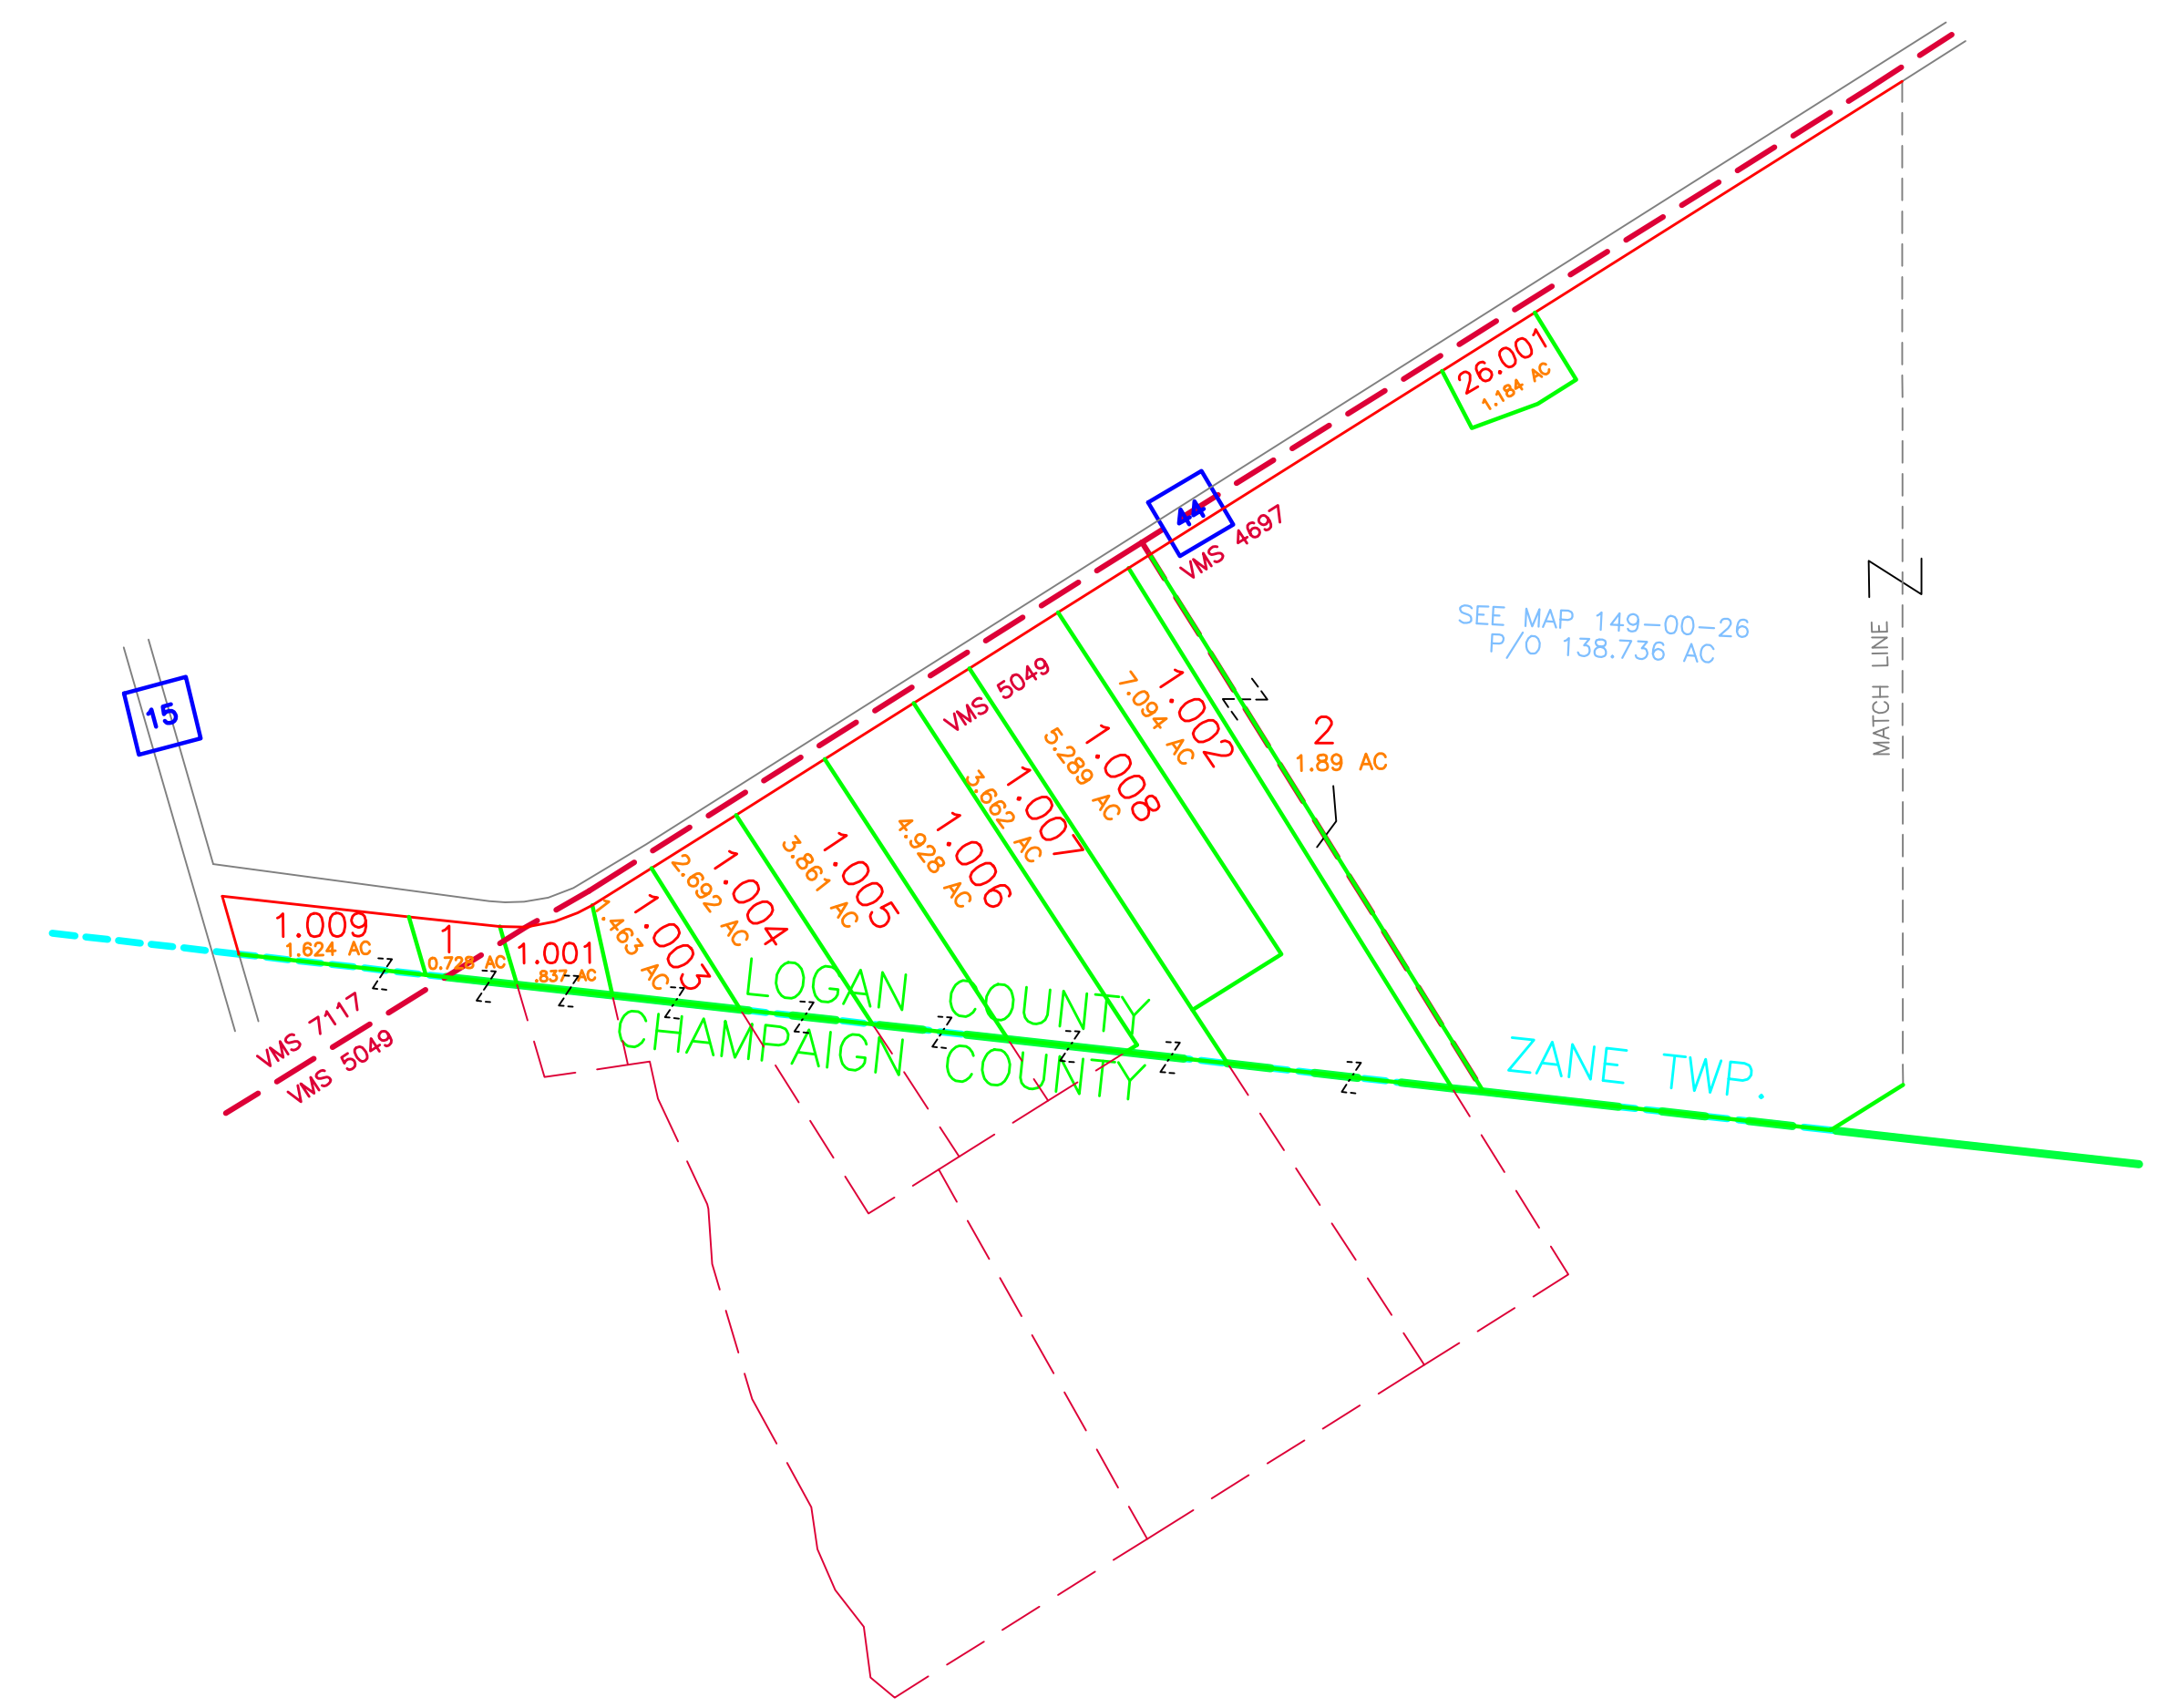 26.001
1.184 AC
44
VMS 4697
SEE MAP 149-00-26
P/O 138.736 AC
MATCH LINE
15
VMS 5049
1.002
7.094 AC
2
1.89 AC
1.008
5.289 AC
1.007
3.662 AC
1.006
4.928 AC
1.005
3.861 AC
1.004
2.692 AC
1.003
1.463 AC
1.009
1.624 AC
1
0.728 AC
1.001
.837 AC
LOGAN COUNTY
CHAMPAIGN COUNTY
VMS 7117
VMS 5049
ZANE TWP.